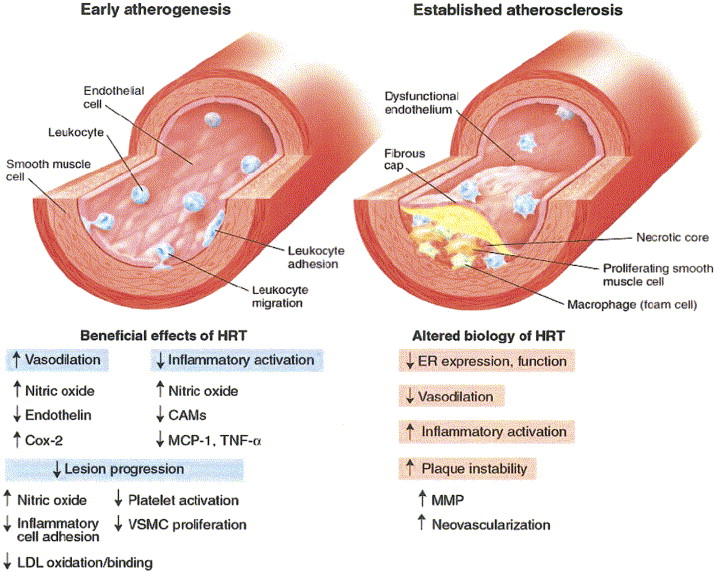 Early atherogenesis
Endothelial
cell
Leukocyte
Smooth muscle
cell
Leukocyte
adhesion
Leukocyte
migration
Established atherosclerosis
Dysfunctional
endothelium
Fibrous
cap
Necrotic core
Proliferating smooth
muscle cell
Macrophage (foam cell)
Beneficial effects of HRT
↑ Vasodilation
↑ Nitric oxide
↓ Endothelin
↑ Cox-2
↓ Inflammatory activation
↑ Nitric oxide
↓ CAMs
↓ MCP-1, TNF-α
↓ Lesion progression
↑ Nitric oxide
↓ Inflammatory
cell adhesion
↓ LDL oxidation/binding
↓ Platelet activation
↓ VSMC proliferation
Altered biology of HRT
↓ ER expression, function
↓ Vasodilation
↑ Inflammatory activation
↑ Plaque instability
↑ MMP
↑ Neovascularization